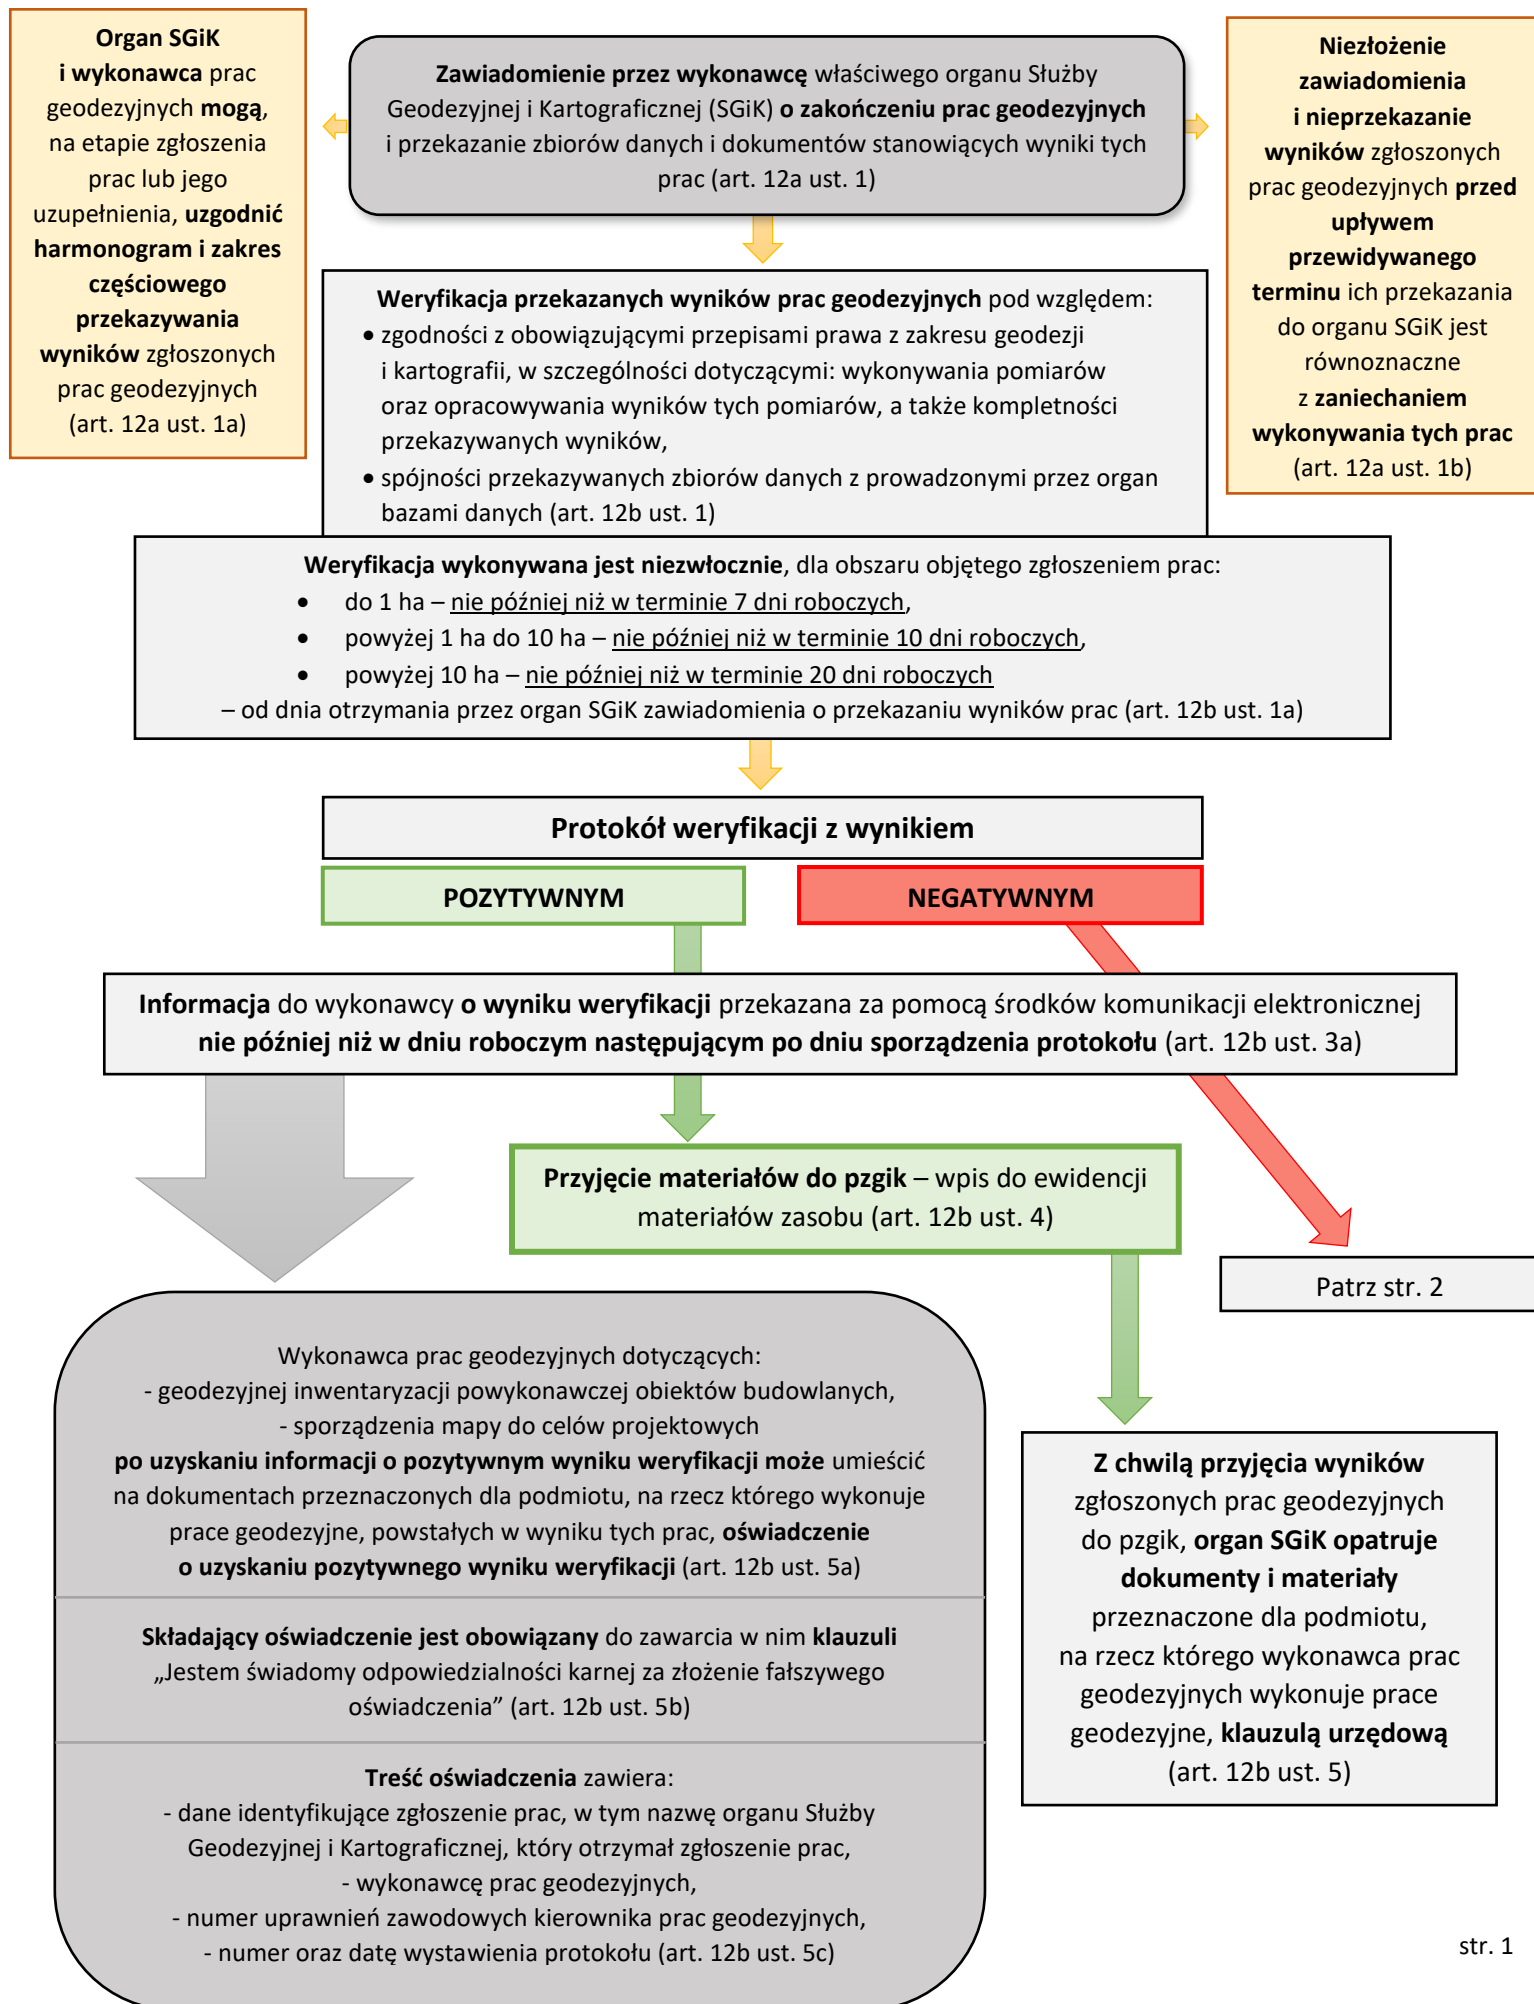 Organ SGiK
i wykonawca prac
geodezyjnych mogą,
na etapie zgłoszenia
prac lub jego
uzupełnienia, uzgodnić
harmonogram i zakres
częściowego
przekazywania
wyników zgłoszonych
prac geodezyjnych
(art. 12a ust. 1a)
Zawiadomienie przez wykonawcę właściwego organu Służby
Geodezyjnej i Kartograficznej (SGiK) o zakończeniu prac geodezyjnych
i przekazanie zbiorów danych i dokumentów stanowiących wyniki tych
prac (art. 12a ust. 1)
Niezłożenie
zawiadomienia
i nieprzekazanie
wyników zgłoszonych
prac geodezyjnych przed
upływem
przewidywanego
terminu ich przekazania
do organu SGiK jest
równoznaczne
z zaniechaniem
wykonywania tych prac
(art. 12a ust. 1b)
Weryfikacja przekazanych wyników prac geodezyjnych pod względem:
• zgodności z obowiązującymi przepisami prawa z zakresu geodezji
i kartografii, w szczególności dotyczącymi: wykonywania pomiarów
oraz opracowywania wyników tych pomiarów, a także kompletności
przekazywanych wyników,
• spójności przekazywanych zbiorów danych z prowadzonymi przez organ
bazami danych (art. 12b ust. 1)
Weryfikacja wykonywana jest niezwłocznie, dla obszaru objętego zgłoszeniem prac:
• do 1 ha – nie później niż w terminie 7 dni roboczych,
• powyżej 1 ha do 10 ha – nie później niż w terminie 10 dni roboczych,
• powyżej 10 ha – nie później niż w terminie 20 dni roboczych
– od dnia otrzymania przez organ SGiK zawiadomienia o przekazaniu wyników prac (art. 12b ust. 1a)
Protokół weryfikacji z wynikiem
POZYTYWNYM
NEGATYWNYM
Informacja do wykonawcy o wyniku weryfikacji przekazana za pomocą środków komunikacji elektronicznej
nie później niż w dniu roboczym następującym po dniu sporządzenia protokołu (art. 12b ust. 3a)
Przyjęcie materiałów do pzgik – wpis do ewidencji
materiałów zasobu (art. 12b ust. 4)
Patrz str. 2
Wykonawca prac geodezyjnych dotyczących:
- geodezyjnej inwentaryzacji powykonawczej obiektów budowlanych,
- sporządzenia mapy do celów projektowych
po uzyskaniu informacji o pozytywnym wyniku weryfikacji może umieścić
na dokumentach przeznaczonych dla podmiotu, na rzecz którego wykonuje
prace geodezyjne, powstałych w wyniku tych prac, oświadczenie
o uzyskaniu pozytywnego wyniku weryfikacji (art. 12b ust. 5a)
Składający oświadczenie jest obowiązany do zawarcia w nim klauzuli
„Jestem świadomy odpowiedzialności karnej za złożenie fałszywego
oświadczenia” (art. 12b ust. 5b)
Treść oświadczenia zawiera:
- dane identyfikujące zgłoszenie prac, w tym nazwę organu Służby
Geodezyjnej i Kartograficznej, który otrzymał zgłoszenie prac,
- wykonawcę prac geodezyjnych,
- numer uprawnień zawodowych kierownika prac geodezyjnych,
- numer oraz datę wystawienia protokołu (art. 12b ust. 5c)
Z chwilą przyjęcia wyników
zgłoszonych prac geodezyjnych
do pzgik, organ SGiK opatruje
dokumenty i materiały
przeznaczone dla podmiotu,
na rzecz którego wykonawca prac
geodezyjnych wykonuje prace
geodezyjne, klauzulą urzędową
(art. 12b ust. 5)
str. 1